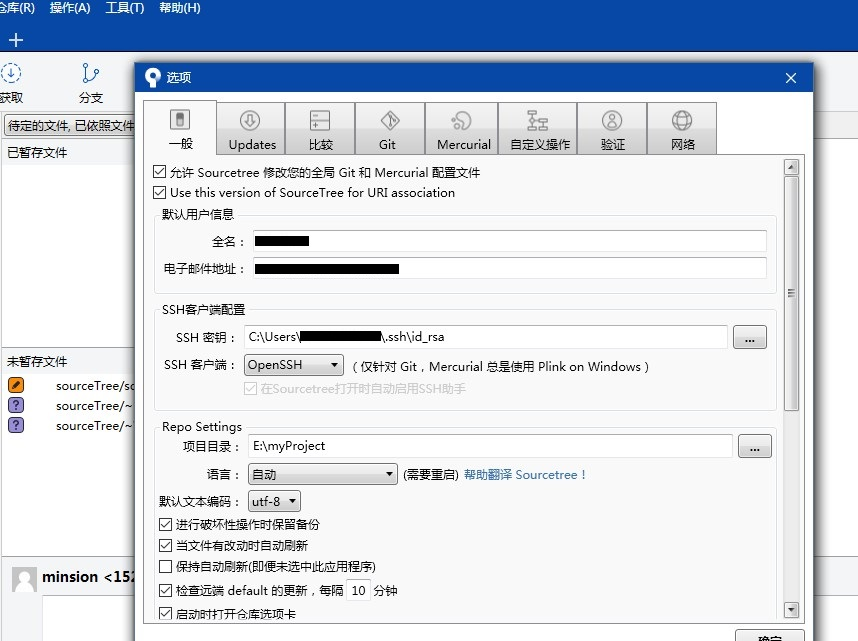 仓库(R) 操作(A) 工具(T) 帮助(H)
获取 分支
选项
一般 Updates 比较 Git Mercurial 自定义操作 验证 网络
待定的文件, 已依照文件
已暂存文件
允许 Sourcetree 修改您的全局 Git 和 Mercurial 配置文件
Use this version of SourceTree for URI association
默认用户信息
全名：
电子邮件地址：
SSH客户端配置
SSH 密钥： C:\Users\ \.ssh\id_rsa ...
SSH 客户端： OpenSSH （仅针对 Git，Mercurial 总是使用 Plink on Windows）
在Sourcetree打开时自动启用SSH助手
未暂存文件
sourceTree/sc
sourceTree/~
sourceTree/~
Repo Settings
项目目录： E:\myProject ...
语言： 自动 (需要重启) 帮助翻译 Sourcetree！
默认文本编码： utf-8
进行破坏性操作时保留备份
当文件有改动时自动刷新
保持自动刷新(即便未选中此应用程序)
检查远端 default 的更新，每隔 10 分钟
启动时打开仓库选项卡
minsion <152
确定